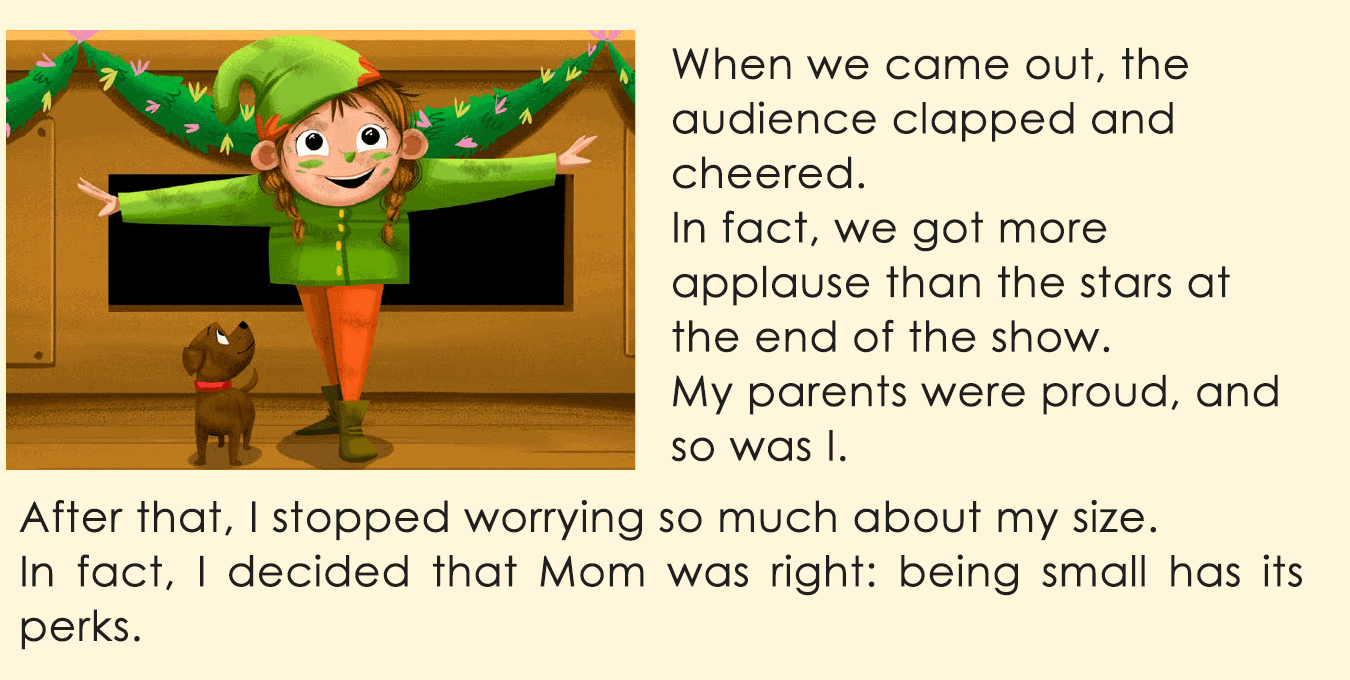 When we came out, the
audience clapped and
cheered.
In fact, we got more
applause than the stars at
the end of the show.
My parents were proud, and
so was I.
After that, I stopped worrying so much about my size.
In fact, I decided that Mom was right: being small has its
perks.